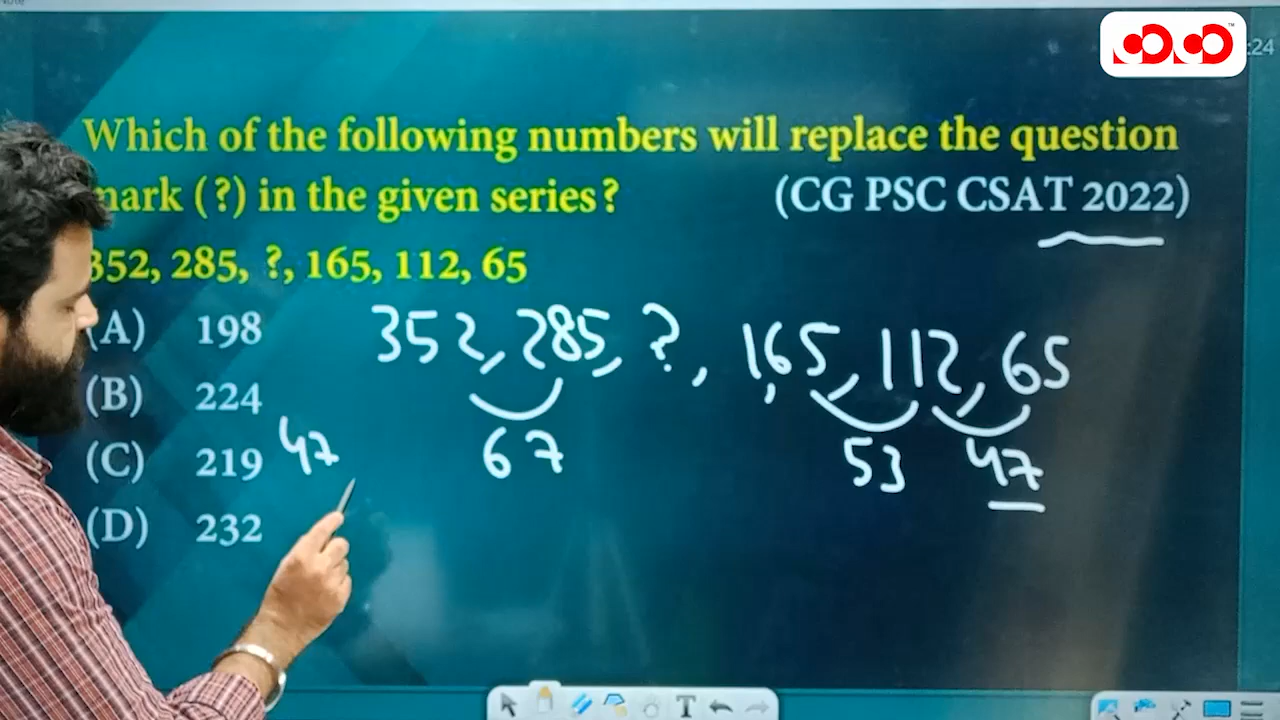 Which of the following numbers will replace the question
mark (?) in the given series?
(CG PSC CSAT 2022)
352, 285, ?, 165, 112, 65
(A) 198
(B) 224
(C) 219
(D) 232
352, 285, ?, 165, 112, 65
67 53 47
47
:24
T